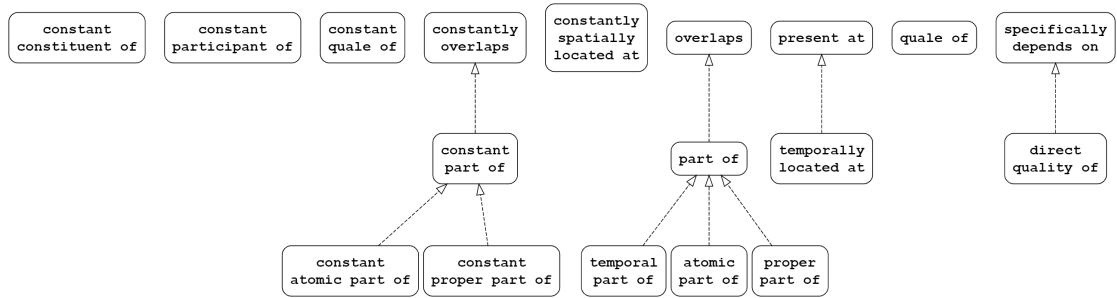 constant
constituent of
constant
participant of
constant
quale of
constantly
overlaps
constantly
spatially
located at
overlaps
present at
quale of
specifically
depends on
constant
part of
part of
temporally
located at
direct
quality of
constant
atomic part of
constant
proper part of
temporal
part of
atomic
part of
proper
part of